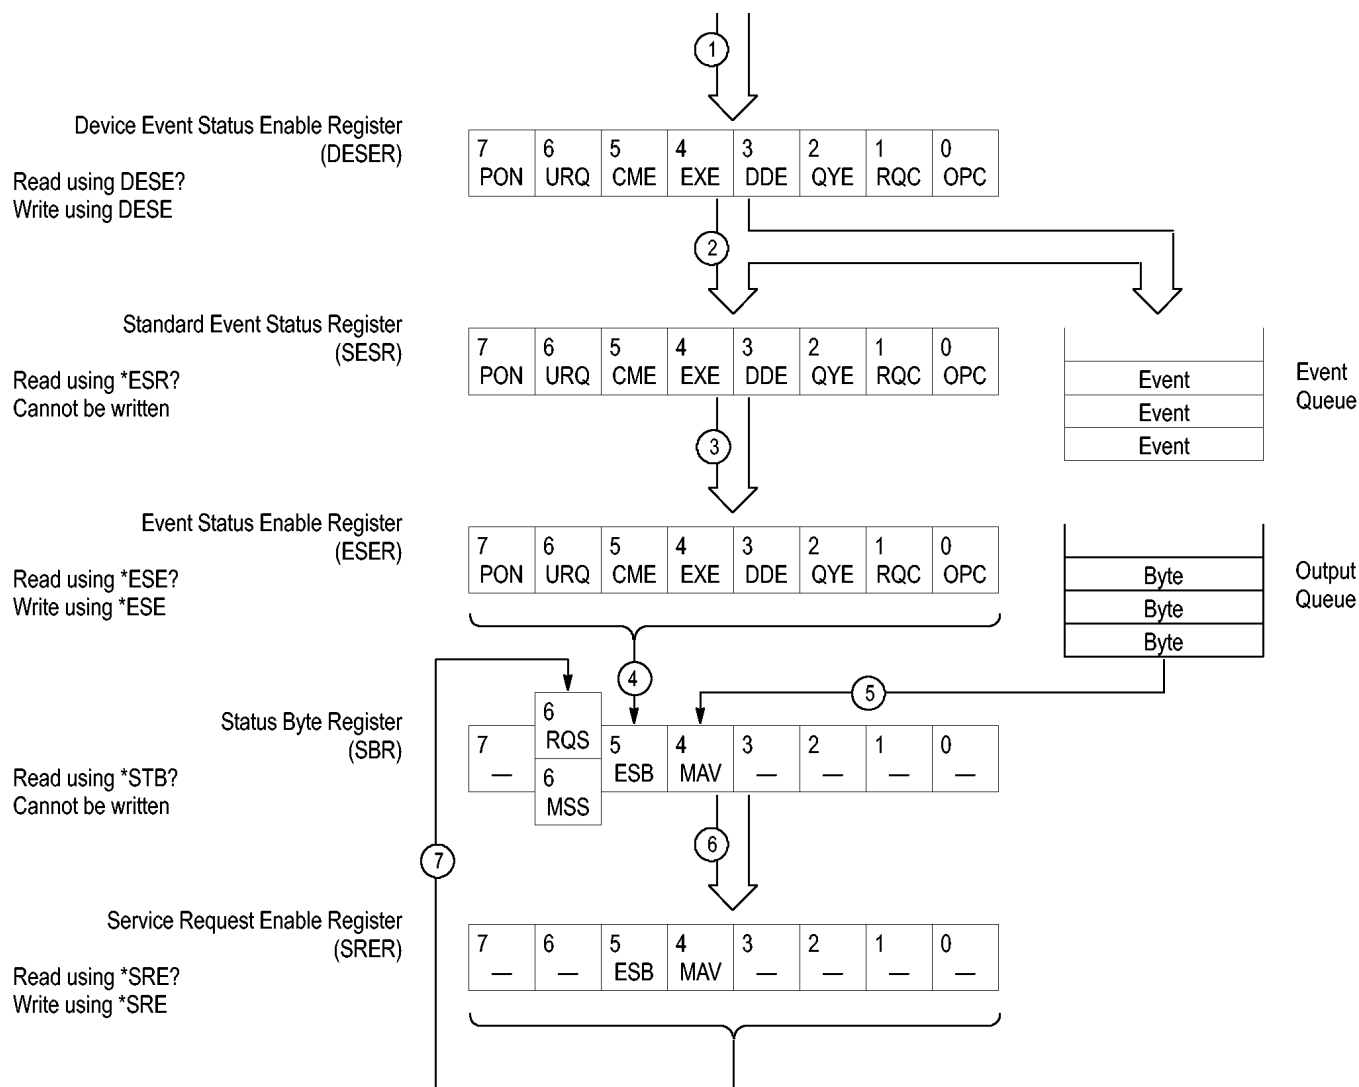 1
Device Event Status Enable Register
(DESER)
Read using DESE?
Write using DESE
7 6 5 4 3 2 1 0
PON URQ CME EXE DDE QYE RQC OPC
2
Standard Event Status Register
(SESR)
Read using *ESR?
Cannot be written
7 6 5 4 3 2 1 0
PON URQ CME EXE DDE QYE RQC OPC
Event
Event
Event
Event
Queue
3
Event Status Enable Register
(ESER)
Read using *ESE?
Write using *ESE
7 6 5 4 3 2 1 0
PON URQ CME EXE DDE QYE RQC OPC
Byte
Byte
Byte
Output
Queue
4
5
Status Byte Register
(SBR)
Read using *STB?
Cannot be written
6
RQS
7 5 4 3 2 1 0
— ESB MAV — — — —
6
MSS
7
6
Service Request Enable Register
(SRER)
Read using *SRE?
Write using *SRE
7 6 5 4 3 2 1 0
— — ESB MAV — — — —